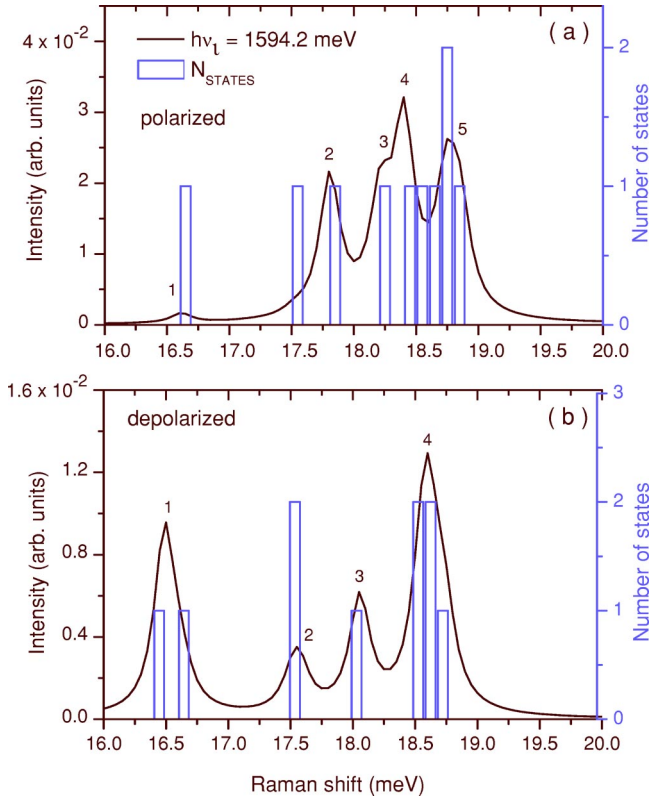 4 x 10⁻²
3
2
1
0
Intensity (arb. units)
hνₗ = 1594.2 meV
N_STATES
polarized
( a )
1
2
3
4
5
2
1
0
Number of states
16.0 16.5 17.0 17.5 18.0 18.5 19.0 19.5 20.0
1.6 x 10⁻²
1.2
0.8
0.4
0.0
Intensity (arb. units)
depolarized
( b )
1
2
3
4
3
2
1
0
Number of states
16.0 16.5 17.0 17.5 18.0 18.5 19.0 19.5 20.0
Raman shift (meV)